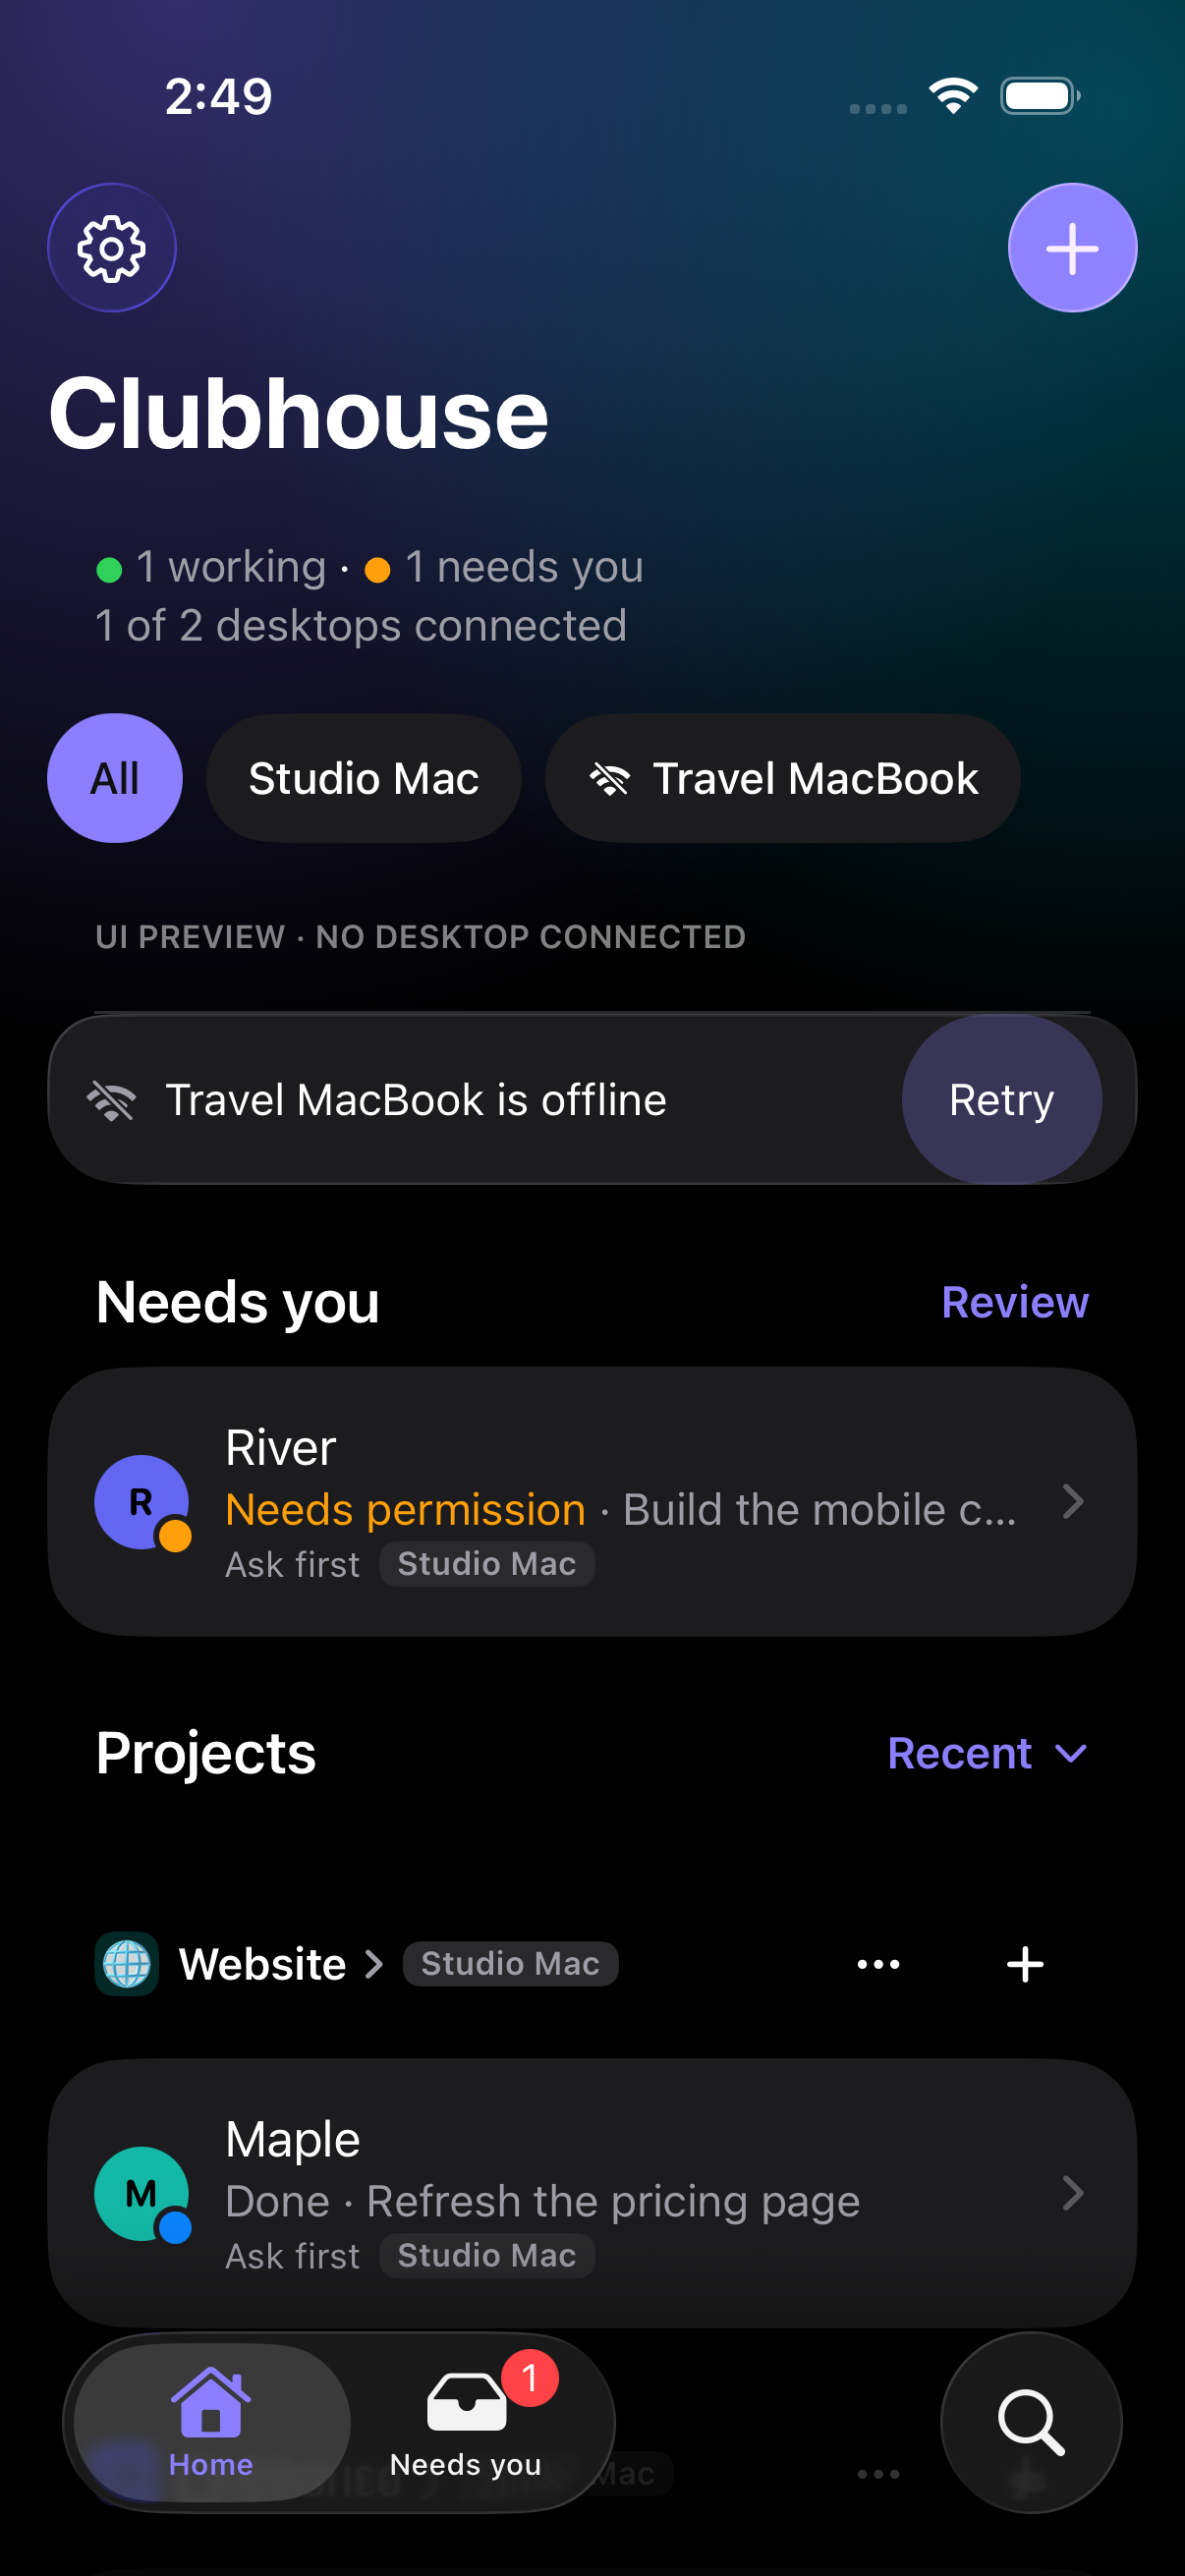 2:49
Clubhouse
1 working · 1 needs you
1 of 2 desktops connected
All
Studio Mac
Travel MacBook
UI PREVIEW · NO DESKTOP CONNECTED
Travel MacBook is offline
Retry
Needs you
Review
R
River
Needs permission · Build the mobile c...
Ask first
Studio Mac
Projects
Recent
Website
Studio Mac
M
Maple
Done · Refresh the pricing page
Ask first
Studio Mac
1
Home
Needs you
Mac